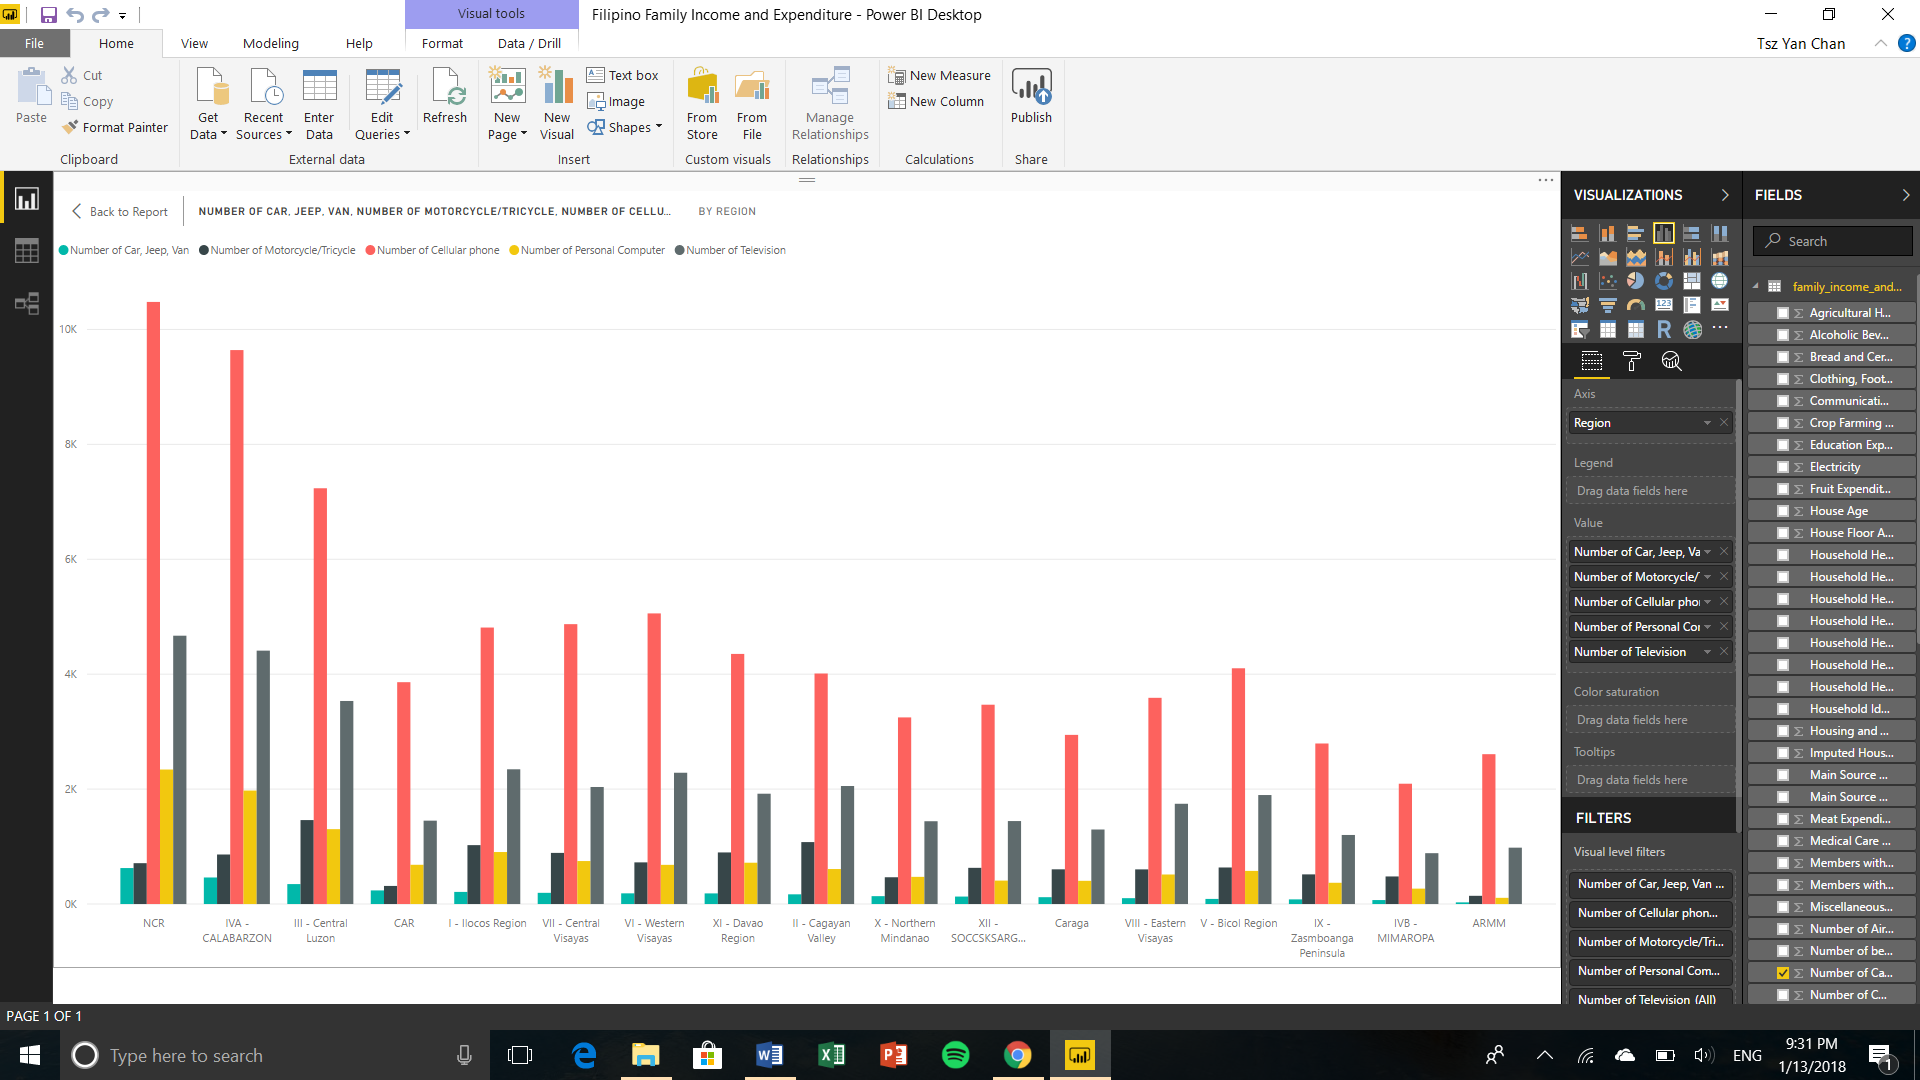 Visual tools
Filipino Family Income and Expenditure - Power BI Desktop
File
Home
View
Modeling
Help
Format
Data / Drill
Tsz Yan Chan
?
Paste
Cut
Copy
Format Painter
Clipboard
Get
Data
Recent
Sources
Enter
Data
Edit
Queries
Refresh
External data
New
Page
New
Visual
Text box
Image
Shapes
Insert
From
Store
From
File
Custom visuals
Manage
Relationships
Relationships
New Measure
New Column
Calculations
Publish
Share
Back to Report
NUMBER OF CAR, JEEP, VAN, NUMBER OF MOTORCYCLE/TRICYCLE, NUMBER OF CELLU...
BY REGION
Number of Car, Jeep, Van
Number of Motorcycle/Tricycle
Number of Cellular phone
Number of Personal Computer
Number of Television
10K
8K
6K
4K
2K
0K
NCR
IVA -
CALABARZON
III - Central
Luzon
CAR
I - Ilocos Region
VII - Central
Visayas
VI - Western
Visayas
XI - Davao
Region
II - Cagayan
Valley
X - Northern
Mindanao
XII -
SOCCSKSARG...
Caraga
VIII - Eastern
Visayas
V - Bicol Region
IX -
Zasmboanga
Peninsula
IVB -
MIMAROPA
ARMM
VISUALIZATIONS
123
R
Axis
Region
Legend
Drag data fields here
Value
Number of Car, Jeep, Va
Number of Motorcycle/
Number of Cellular pho
Number of Personal Co
Number of Television
Color saturation
Drag data fields here
Tooltips
Drag data fields here
FILTERS
Visual level filters
Number of Car, Jeep, Van ...
Number of Cellular phon...
Number of Motorcycle/Tri...
Number of Personal Com...
Number of Television (All)
FIELDS
Search
family_income_and...
Agricultural H...
Alcoholic Bev...
Bread and Cer...
Clothing, Foot...
Communicati...
Crop Farming ...
Education Exp...
Electricity
Fruit Expendit...
House Age
House Floor A...
Household He...
Household He...
Household He...
Household He...
Household He...
Household He...
Household He...
Household Id...
Housing and ...
Imputed Hous...
Main Source ...
Main Source ...
Meat Expendi...
Medical Care ...
Members with...
Members with...
Miscellaneous...
Number of Air...
Number of be...
Number of Ca...
Number of C...
PAGE 1 OF 1
Type here to search
ENG
9:31 PM
1/13/2018
1